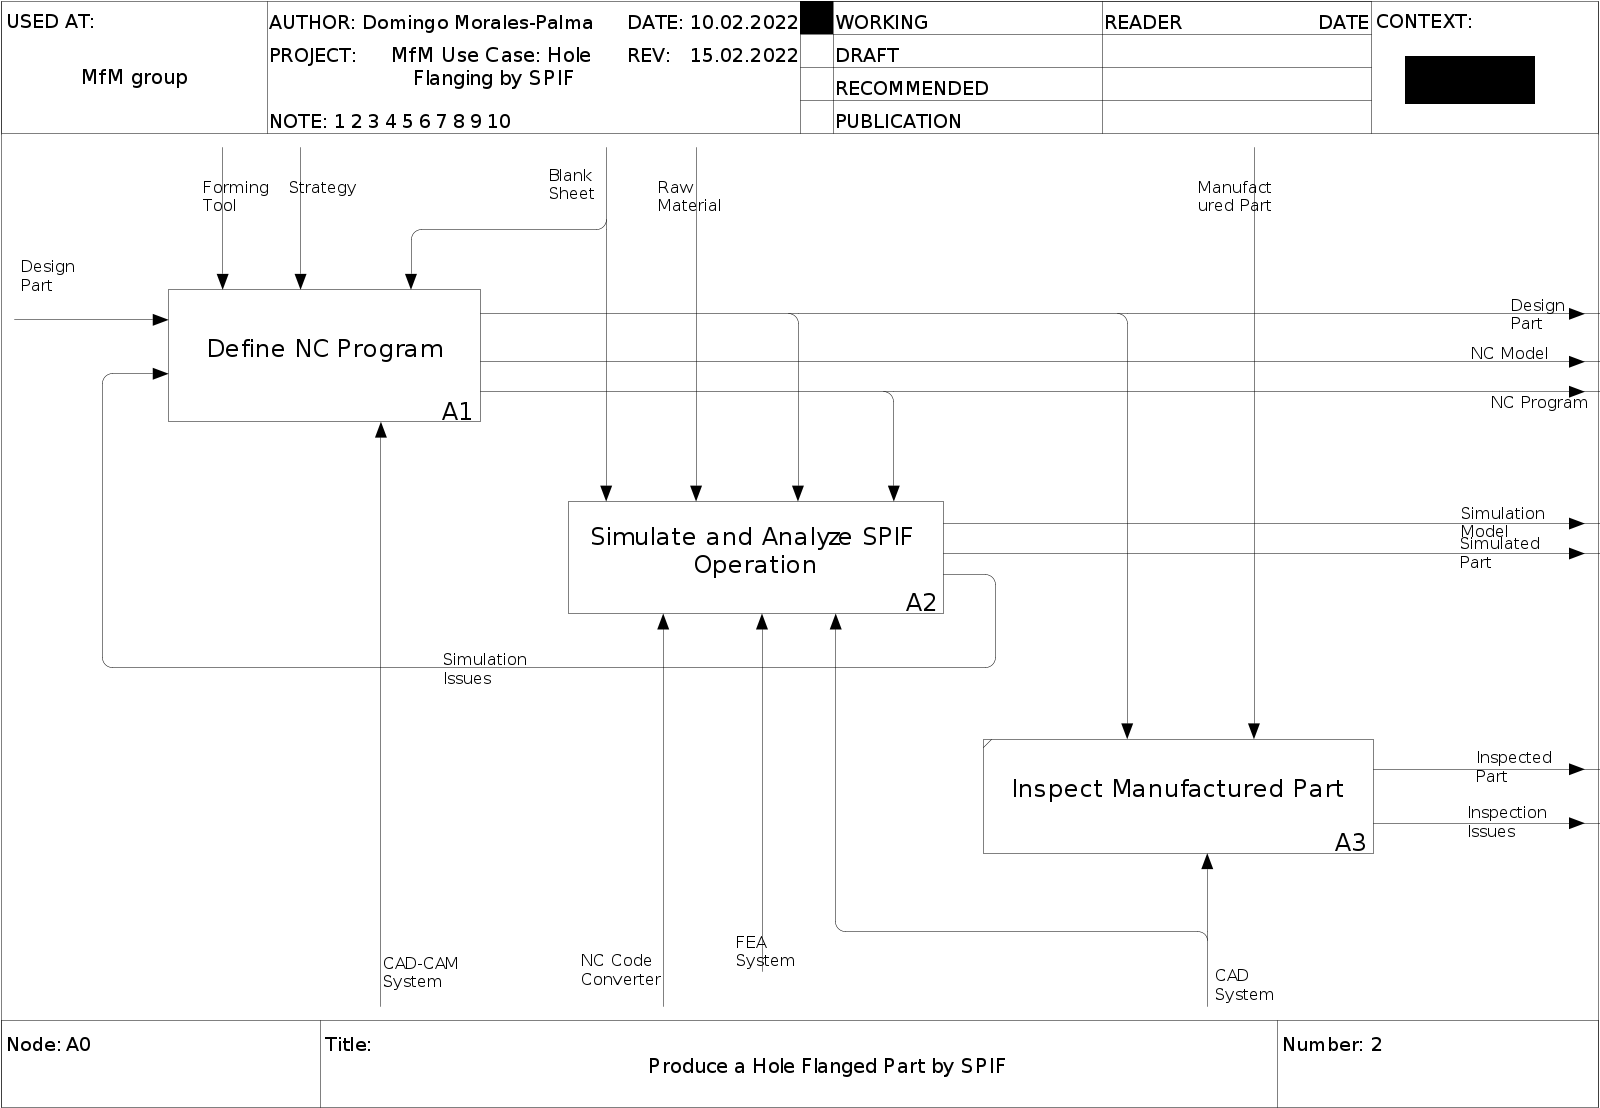 USED AT:
MfM group
AUTHOR: Domingo Morales-Palma
DATE: 10.02.2022
PROJECT: MfM Use Case: Hole
Flanging by SPIF
REV: 15.02.2022
NOTE: 1 2 3 4 5 6 7 8 9 10
WORKING
DRAFT
RECOMMENDED
PUBLICATION
READER
DATE
CONTEXT:
Forming
Tool
Strategy
Blank
Sheet
Raw
Material
Manufact
ured Part
Design
Part
Define NC Program
A1
Design
Part
NC Model
NC Program
Simulate and Analyze SPIF
Operation
A2
Simulation
Model
Simulated
Part
Simulation
Issues
Inspect Manufactured Part
A3
Inspected
Part
Inspection
Issues
CAD-CAM
System
NC Code
Converter
FEA
System
CAD
System
Node: A0
Title:
Produce a Hole Flanged Part by SPIF
Number: 2